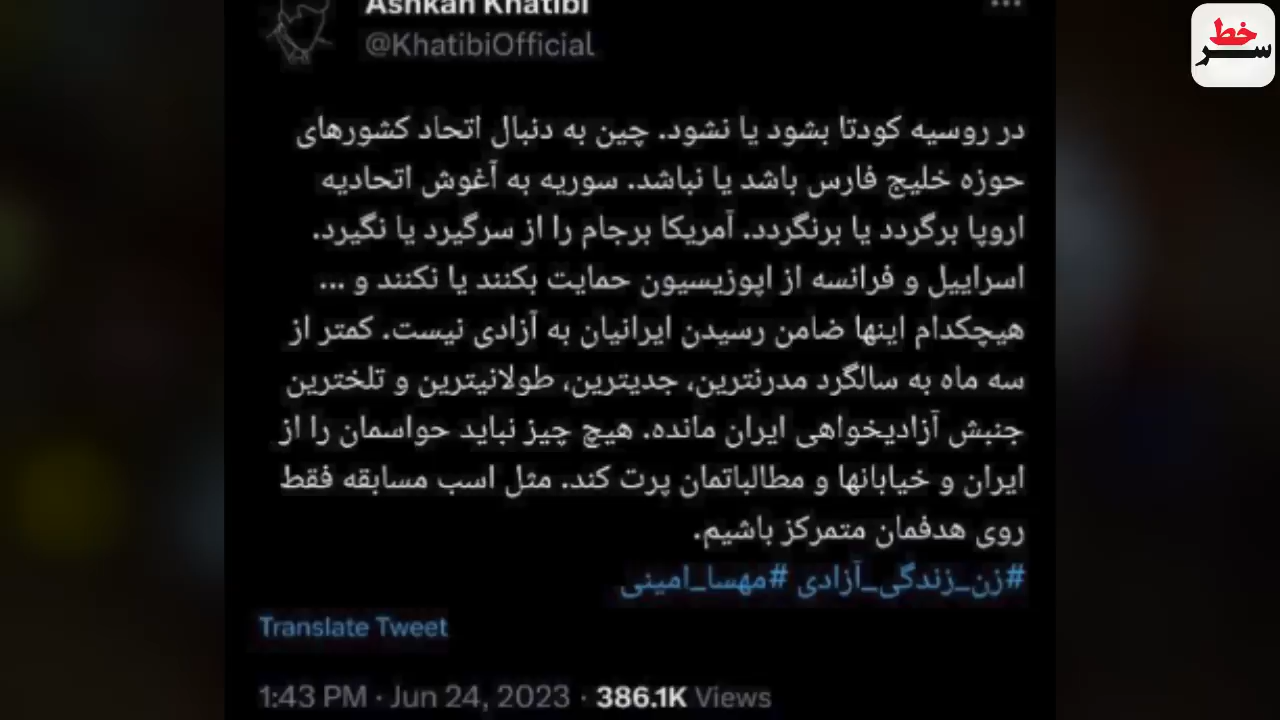 Ashkan Khatibi
@KhatibiOfficial
خط
سر
در روسیه کودتا بشود یا نشود. چین به دنبال اتحاد کشورهای
حوزه خلیج فارس باشد یا نباشد. سوریه به آغوش اتحادیه
اروپا برگردد یا برنگردد. آمریکا برجام را از سرگیرد یا نگیرد.
اسراییل و فرانسه از اپوزیسیون حمایت بکنند یا نکنند و ...
هیچکدام اینها ضامن رسیدن ایرانیان به آزادی نیست. کمتر از
سه ماه به سالگرد مدرنترین، جدیترین، طولانیترین و تلخترین
جنبش آزادیخواهی ایران مانده. هیچ چیز نباید حواسمان را از
ایران و خیابانها و مطالباتمان پرت کند. مثل اسب مسابقه فقط
روی هدفمان متمرکز باشیم.
#زن_زندگی_آزادی #مهسا_امینی
Translate Tweet
1:43 PM · Jun 24, 2023 · 386.1K Views